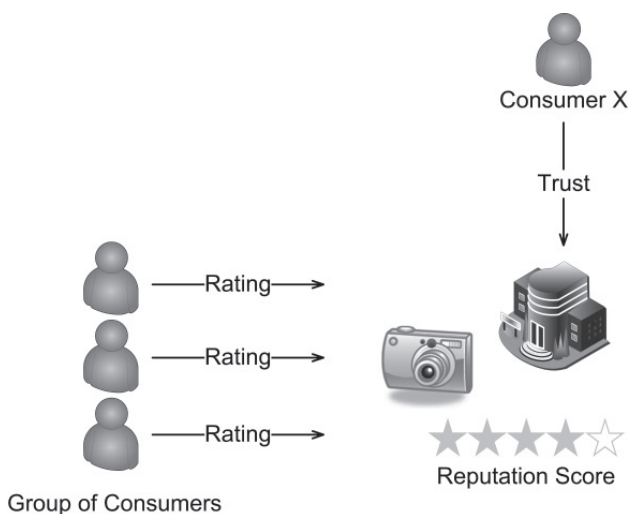 Consumer X
Trust
Rating
Rating
Rating
Reputation Score
Group of Consumers